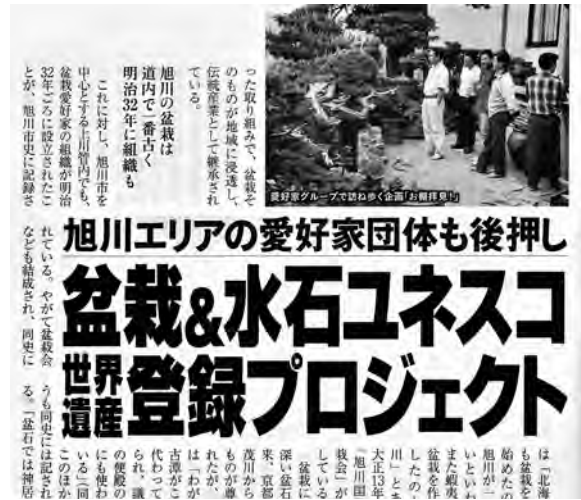 愛好家グループで訪ね歩く企画「お棚拝見！」
った取り組みで、盆栽そ
のものが地域に浸透し、
伝統産業として継承され
ている。
旭川の盆栽は
道内で一番古く
明治32年に組織も
これに対し、旭川市を
中心とする上川管内でも、
盆栽愛好家の組織が明治
32年ごろに設立されたこ
とが、旭川市史に記録さ
れている。やがて盆栽会
なども結成され、同史に
旭川エリアの愛好家団体も後押し
盆栽&水石ユネスコ
世界遺産登録プロジェクト
は「北海
も盆栽を
始めた
旭川が
いといわ
盆栽を
したの
川」と
大正13年
『旭川国
栽会」が
している
盆栽に
深い盆石
茂川から
来、京都
ものが尊
れたが、
は「わが
古潭がこ
代わって
られ、議
の使殿の
にも使わ
いる」同
このほか
うも同史には記され
る。「盆石では神居